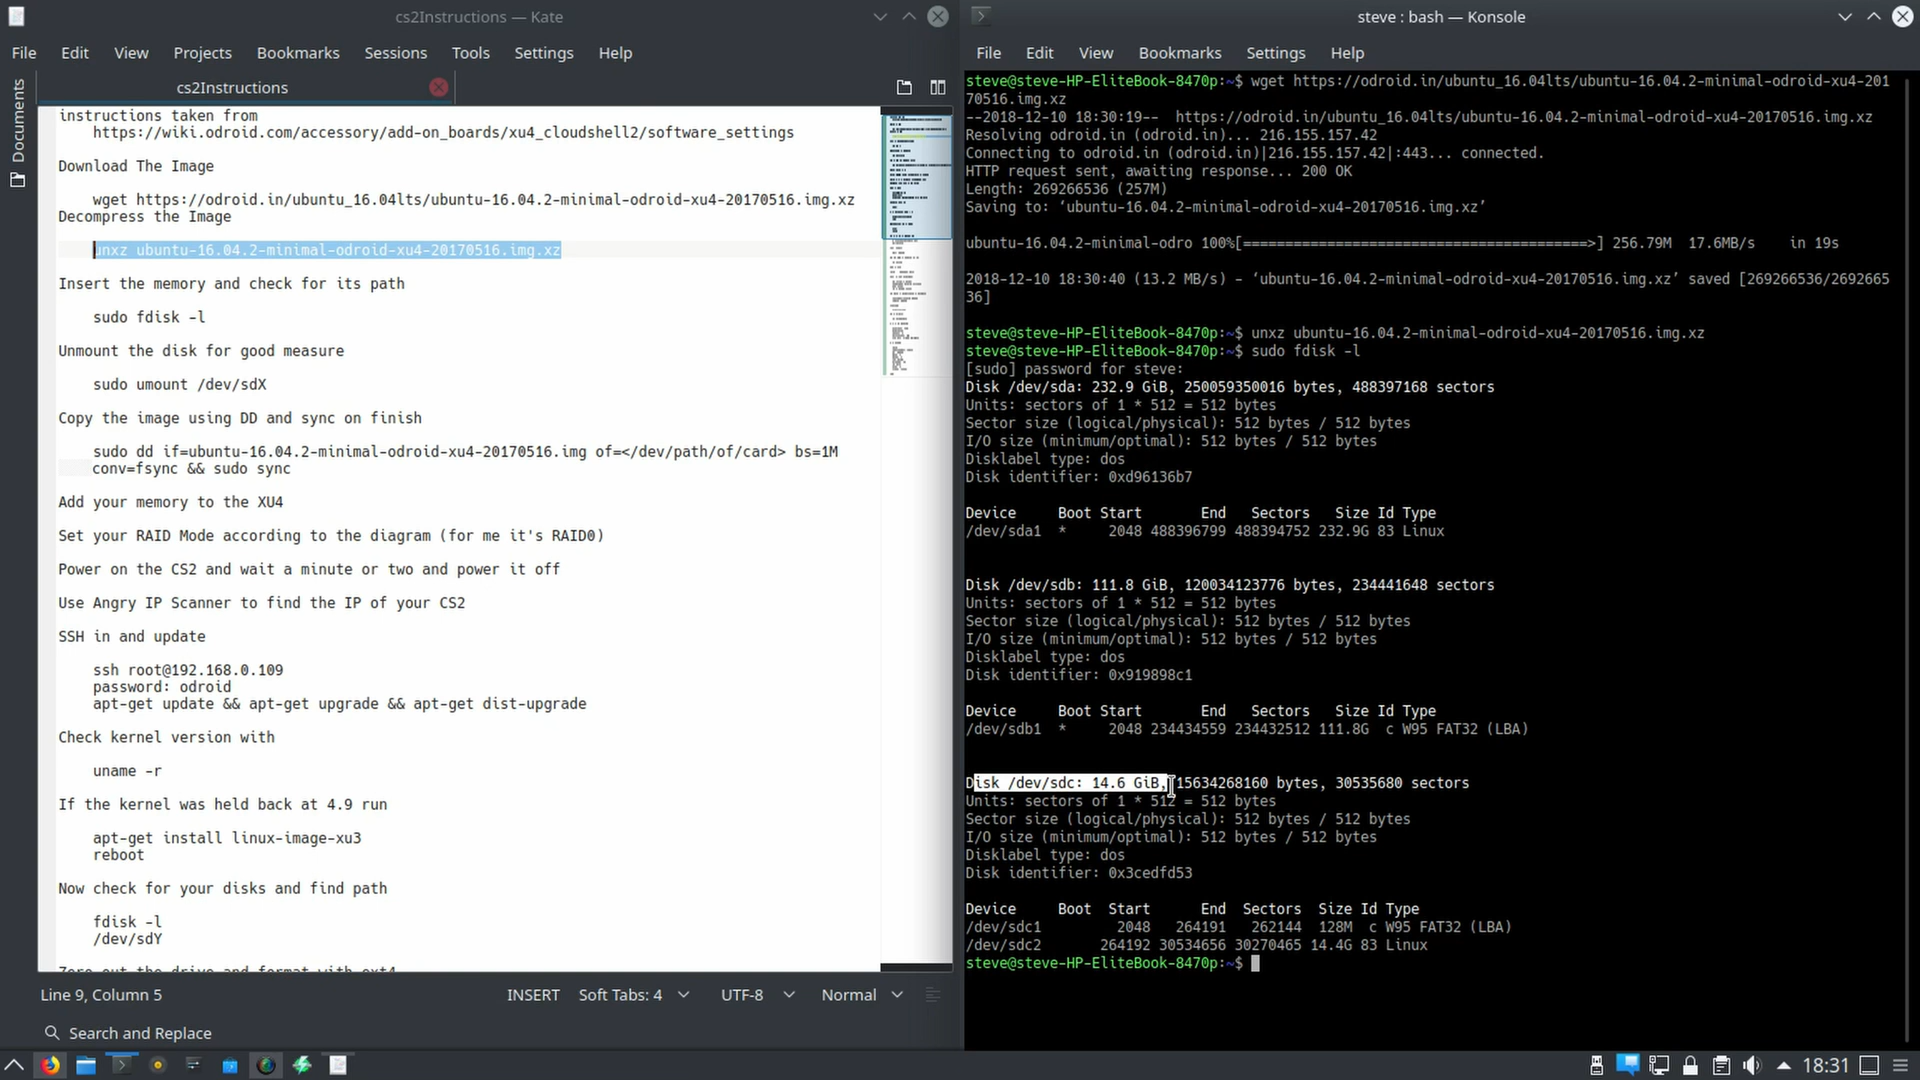 cs2Instructions — Kate
File Edit View Projects Bookmarks Sessions Tools Settings Help
Documents
cs2Instructions
instructions taken from
https://wiki.odroid.com/accessory/add-on_boards/xu4_cloudshell2/software_settings
Download The Image
wget https://odroid.in/ubuntu_16.04lts/ubuntu-16.04.2-minimal-odroid-xu4-20170516.img.xz
Decompress the Image
unxz ubuntu-16.04.2-minimal-odroid-xu4-20170516.img.xz
Insert the memory and check for its path
sudo fdisk -l
Unmount the disk for good measure
sudo umount /dev/sdX
Copy the image using DD and sync on finish
sudo dd if=ubuntu-16.04.2-minimal-odroid-xu4-20170516.img of=</dev/path/of/card> bs=1M
conv=fsync && sudo sync
Add your memory to the XU4
Set your RAID Mode according to the diagram (for me it's RAID0)
Power on the CS2 and wait a minute or two and power it off
Use Angry IP Scanner to find the IP of your CS2
SSH in and update
ssh root@192.168.0.109
password: odroid
apt-get update && apt-get upgrade && apt-get dist-upgrade
Check kernel version with
uname -r
If the kernel was held back at 4.9 run
apt-get install linux-image-xu3
reboot
Now check for your disks and find path
fdisk -l
/dev/sdY
Zero out the drive and format with ext4
Line 9, Column 5 INSERT Soft Tabs: 4 UTF-8 Normal
Search and Replace
steve : bash — Konsole
File Edit View Bookmarks Settings Help
steve@steve-HP-EliteBook-8470p:~$ wget https://odroid.in/ubuntu_16.04lts/ubuntu-16.04.2-minimal-odroid-xu4-201
70516.img.xz
--2018-12-10 18:30:19--  https://odroid.in/ubuntu_16.04lts/ubuntu-16.04.2-minimal-odroid-xu4-20170516.img.xz
Resolving odroid.in (odroid.in)... 216.155.157.42
Connecting to odroid.in (odroid.in)|216.155.157.42|:443... connected.
HTTP request sent, awaiting response... 200 OK
Length: 269266536 (257M)
Saving to: ‘ubuntu-16.04.2-minimal-odroid-xu4-20170516.img.xz’
ubuntu-16.04.2-minimal-odro 100%[=========================================>] 256.79M  17.6MB/s    in 19s
2018-12-10 18:30:40 (13.2 MB/s) - ‘ubuntu-16.04.2-minimal-odroid-xu4-20170516.img.xz’ saved [269266536/2692665
36]
steve@steve-HP-EliteBook-8470p:~$ unxz ubuntu-16.04.2-minimal-odroid-xu4-20170516.img.xz
steve@steve-HP-EliteBook-8470p:~$ sudo fdisk -l
[sudo] password for steve:
Disk /dev/sda: 232.9 GiB, 250059350016 bytes, 488397168 sectors
Units: sectors of 1 * 512 = 512 bytes
Sector size (logical/physical): 512 bytes / 512 bytes
I/O size (minimum/optimal): 512 bytes / 512 bytes
Disklabel type: dos
Disk identifier: 0xd96136b7
Device     Boot Start       End   Sectors   Size Id Type
/dev/sda1  *     2048 488396799 488394752 232.9G 83 Linux
Disk /dev/sdb: 111.8 GiB, 120034123776 bytes, 234441648 sectors
Units: sectors of 1 * 512 = 512 bytes
Sector size (logical/physical): 512 bytes / 512 bytes
I/O size (minimum/optimal): 512 bytes / 512 bytes
Disklabel type: dos
Disk identifier: 0x919898c1
Device     Boot Start       End   Sectors   Size Id Type
/dev/sdb1  *     2048 234434559 234432512 111.8G  c W95 FAT32 (LBA)
Disk /dev/sdc: 14.6 GiB, 15634268160 bytes, 30535680 sectors
Units: sectors of 1 * 512 = 512 bytes
Sector size (logical/physical): 512 bytes / 512 bytes
I/O size (minimum/optimal): 512 bytes / 512 bytes
Disklabel type: dos
Disk identifier: 0x3cedfd53
Device     Boot  Start      End  Sectors  Size Id Type
/dev/sdc1         2048   264191   262144  128M  c W95 FAT32 (LBA)
/dev/sdc2       264192 30534656 30270465 14.4G 83 Linux
steve@steve-HP-EliteBook-8470p:~$
18:31